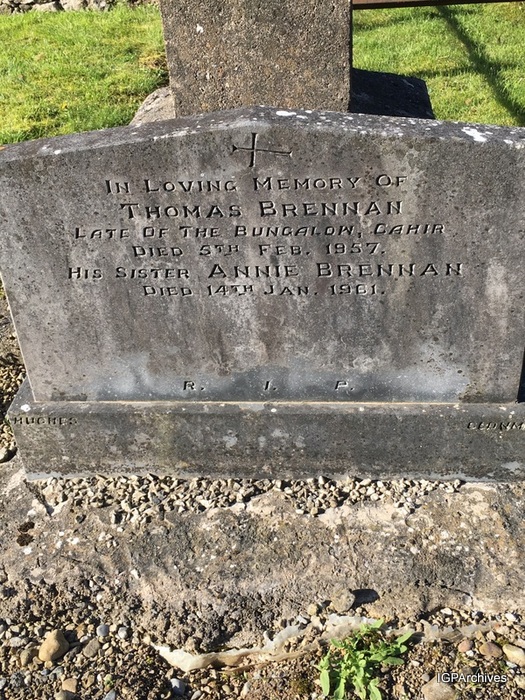 IN LOVING MEMORY OF
THOMAS BRENNAN
LATE OF THE BUNGALOW, CAHIR
DIED 5TH FEB. 1957.
HIS SISTER ANNIE BRENNAN
DIED 14TH JAN. 1961.
R. I. P.
HUGHES
IGPArchives